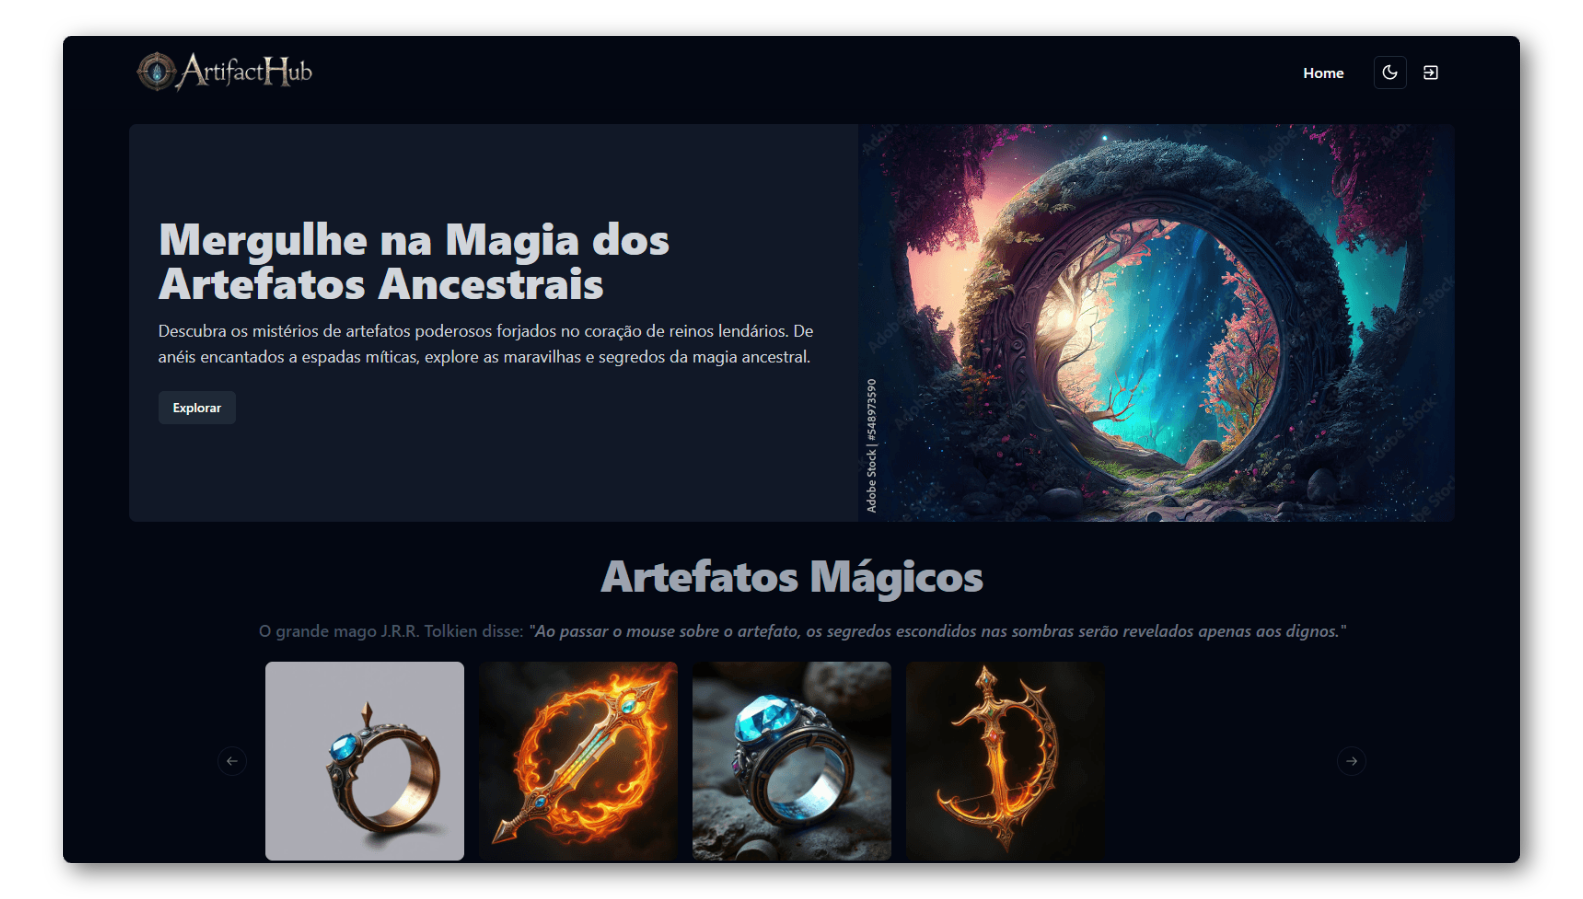 ArtifactHub
Home
Mergulhe na Magia dos
Artefatos Ancestrais
Descubra os mistérios de artefatos poderosos forjados no coração de reinos lendários. De
anéis encantados a espadas míticas, explore as maravilhas e segredos da magia ancestral.
Explorar
Adobe Stock | #548973590
Artefatos Mágicos
O grande mago J.R.R. Tolkien disse: "Ao passar o mouse sobre o artefato, os segredos escondidos nas sombras serão revelados apenas aos dignos."